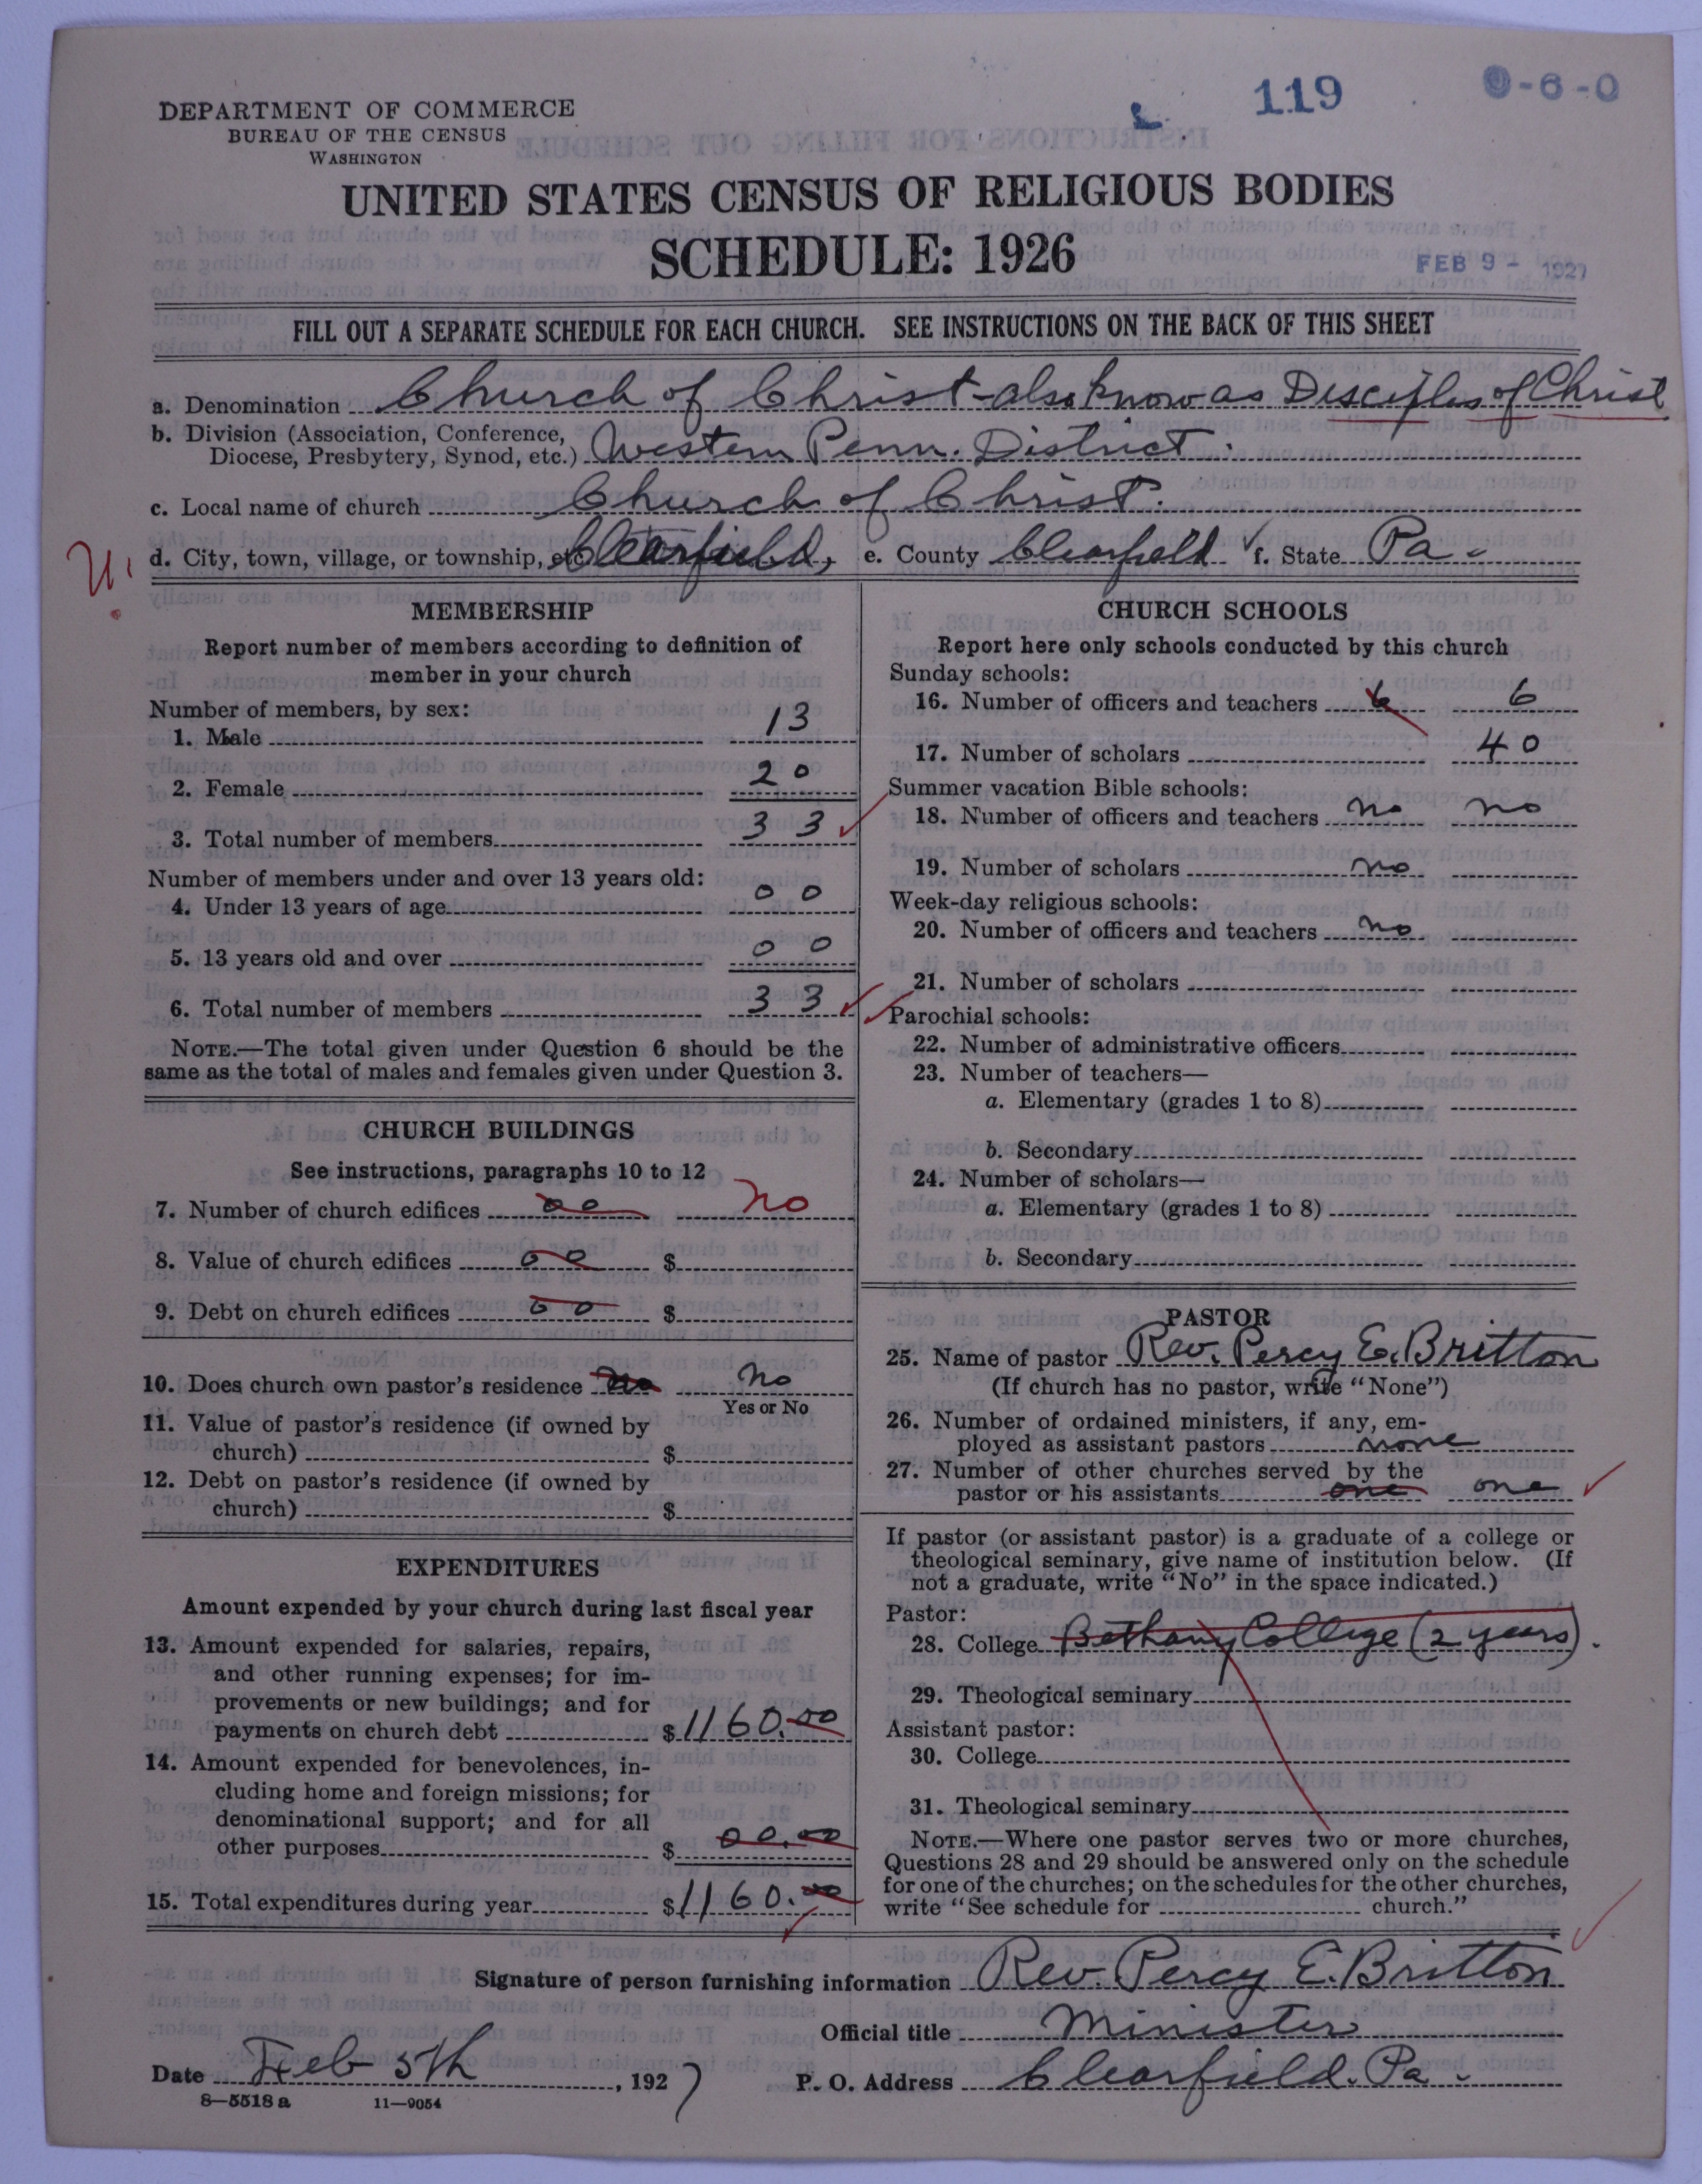 119
9-6-0
DEPARTMENT OF COMMERCE
BUREAU OF THE CENSUS
WASHINGTON
UNITED STATES CENSUS OF RELIGIOUS BODIES
SCHEDULE: 1926
FEB 9 - 1927
FILL OUT A SEPARATE SCHEDULE FOR EACH CHURCH. SEE INSTRUCTIONS ON THE BACK OF THIS SHEET
a. Denomination Church of Christ-also know as Disciples of Christ
b. Division (Association, Conference,
Diocese, Presbytery, Synod, etc.) Western Penn. District.
c. Local name of church Church of Christ.
d. City, town, village, or township, etc. Clearfield, e. County Clearfield f. State Pa.
MEMBERSHIP
Report number of members according to definition of
member in your church
Number of members, by sex:
1. Male 13
2. Female 20
3. Total number of members 33
Number of members under and over 13 years old:
4. Under 13 years of age 00
5. 13 years old and over 00
6. Total number of members 33
NOTE.—The total given under Question 6 should be the
same as the total of males and females given under Question 3.
CHURCH BUILDINGS
See instructions, paragraphs 10 to 12
7. Number of church edifices 00 no
8. Value of church edifices 00 $
9. Debt on church edifices 00 $
10. Does church own pastor's residence no no
Yes or No
11. Value of pastor's residence (if owned by
church) $
12. Debt on pastor's residence (if owned by
church) $
EXPENDITURES
Amount expended by your church during last fiscal year
13. Amount expended for salaries, repairs,
and other running expenses; for im-
provements or new buildings; and for
payments on church debt $1160.00
14. Amount expended for benevolences, in-
cluding home and foreign missions; for
denominational support; and for all
other purposes $ 00.00
15. Total expenditures during year $1160.00
CHURCH SCHOOLS
Report here only schools conducted by this church
Sunday schools:
16. Number of officers and teachers 6 6
17. Number of scholars 40
Summer vacation Bible schools:
18. Number of officers and teachers no no
19. Number of scholars no
Week-day religious schools:
20. Number of officers and teachers no
21. Number of scholars
Parochial schools:
22. Number of administrative officers
23. Number of teachers—
a. Elementary (grades 1 to 8)
b. Secondary
24. Number of scholars—
a. Elementary (grades 1 to 8)
b. Secondary
PASTOR
25. Name of pastor Rev. Percy E. Britton
(If church has no pastor, write "None")
26. Number of ordained ministers, if any, em-
ployed as assistant pastors none
27. Number of other churches served by the
pastor or his assistants one one
If pastor (or assistant pastor) is a graduate of a college or
theological seminary, give name of institution below. (If
not a graduate, write "No" in the space indicated.)
Pastor:
28. College Bethany College (2 years).
29. Theological seminary
Assistant pastor:
30. College
31. Theological seminary
NOTE.—Where one pastor serves two or more churches,
Questions 28 and 29 should be answered only on the schedule
for one of the churches; on the schedules for the other churches,
write "See schedule for church."
Signature of person furnishing information Rev. Percy E. Britton
Official title Minister
Date Feb 5th, 1927 P. O. Address Clearfield. Pa.
8—5518 a 11—9054